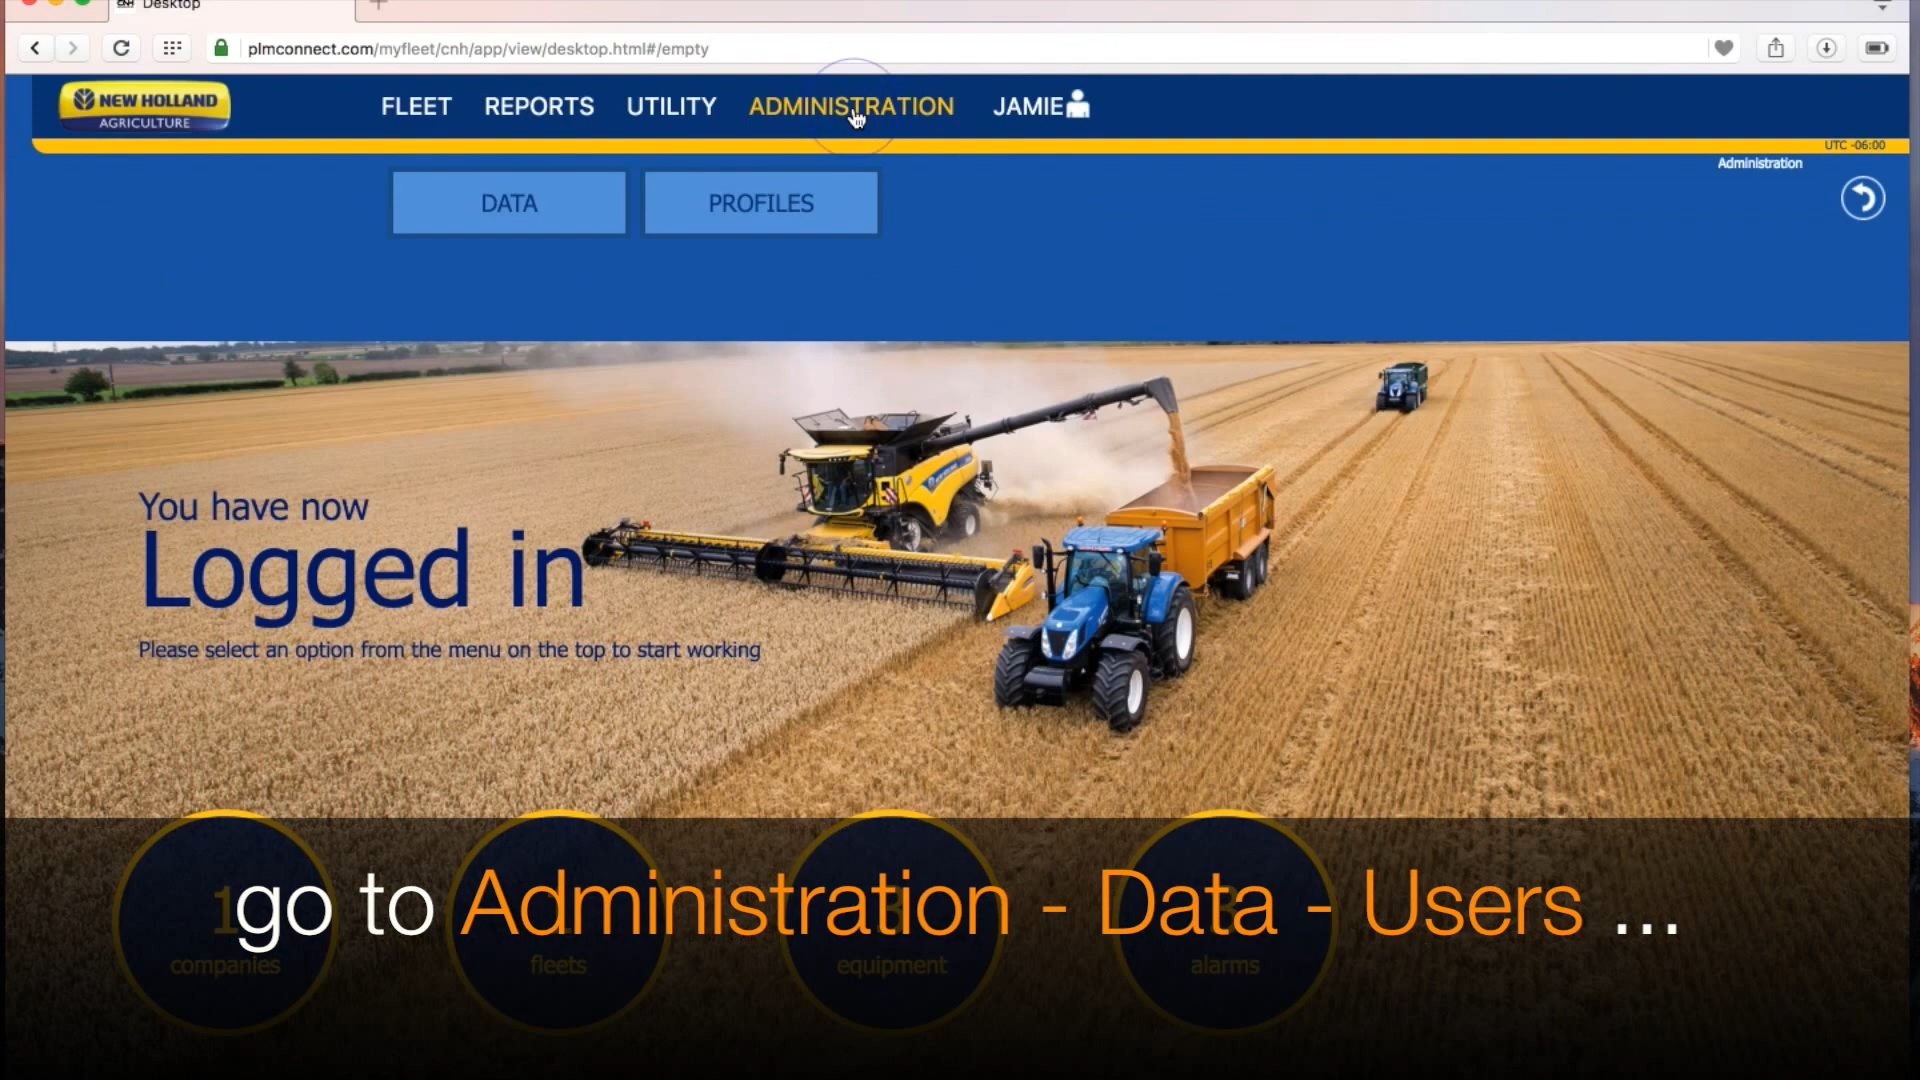 CNH Desktop
plmconnect.com/myfleet/cnh/app/view/desktop.html#/empty
NEW HOLLAND
AGRICULTURE
FLEET REPORTS UTILITY ADMINISTRATION JAMIE
UTC -06:00
Administration
DATA PROFILES
You have now
Logged in
Please select an option from the menu on the top to start working
go to Administration - Data - Users ...
companies fleets equipment alarms